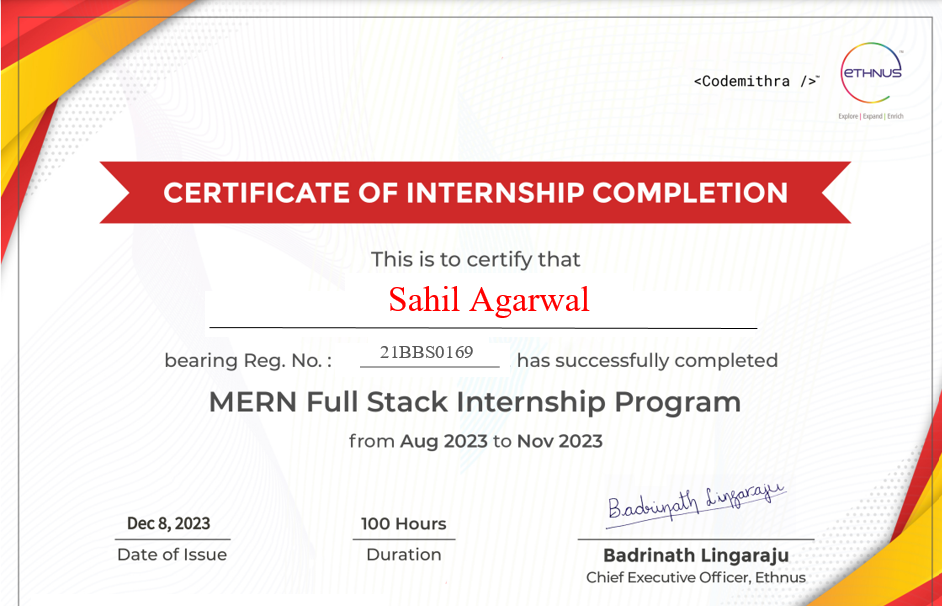 <Codemithra />™
ETHNUS™
Explore | Expand | Enrich
CERTIFICATE OF INTERNSHIP COMPLETION
This is to certify that
Sahil Agarwal
bearing Reg. No. : 21BBS0169 has successfully completed
MERN Full Stack Internship Program
from Aug 2023 to Nov 2023
Badrinath Lingaraju
Dec 8, 2023 100 Hours
Date of Issue Duration Badrinath Lingaraju
Chief Executive Officer, Ethnus